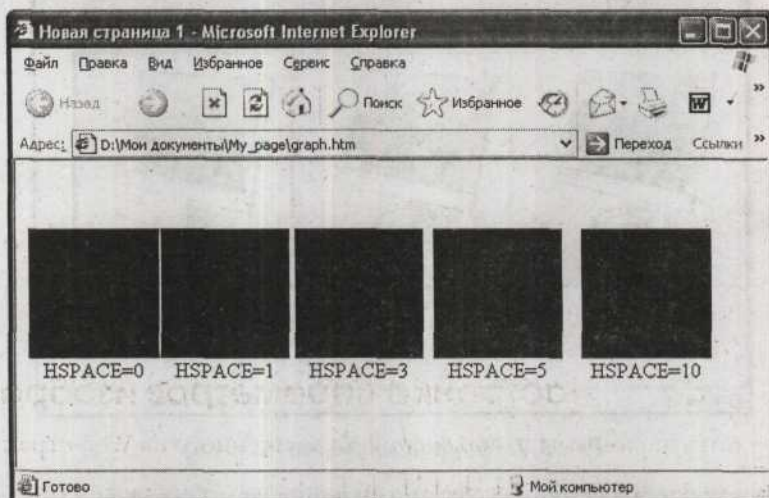 Новая страница 1 - Microsoft Internet Explorer
Файл Правка Вид Избранное Сервис Справка
Назад Поиск Избранное W
Адрес: D:\Мои документы\My_page\graph.htm Переход Ссылки
HSPACE=0 HSPACE=1 HSPACE=3 HSPACE=5 HSPACE=10
Готово Мой компьютер